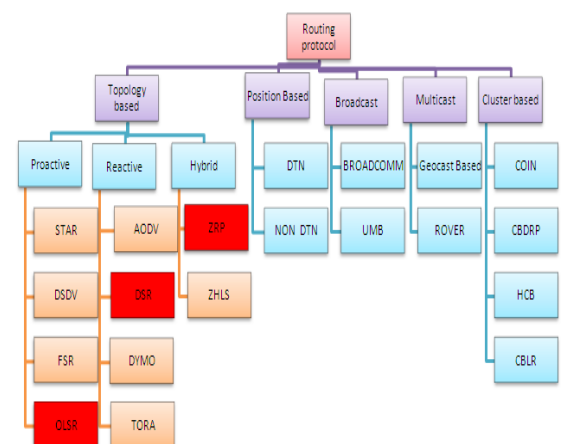 Routing
protocol
Topology
based
Position Based
Broadcast
Multicast
Cluster based
Proactive
Reactive
Hybrid
DTN
BROADCOMM
Geocast Based
COIN
STAR
AODV
ZRP
NON DTN
UMB
ROVER
CBDRP
DSDV
DSR
ZHLS
HCB
FSR
DYMO
CBLR
OLSR
TORA